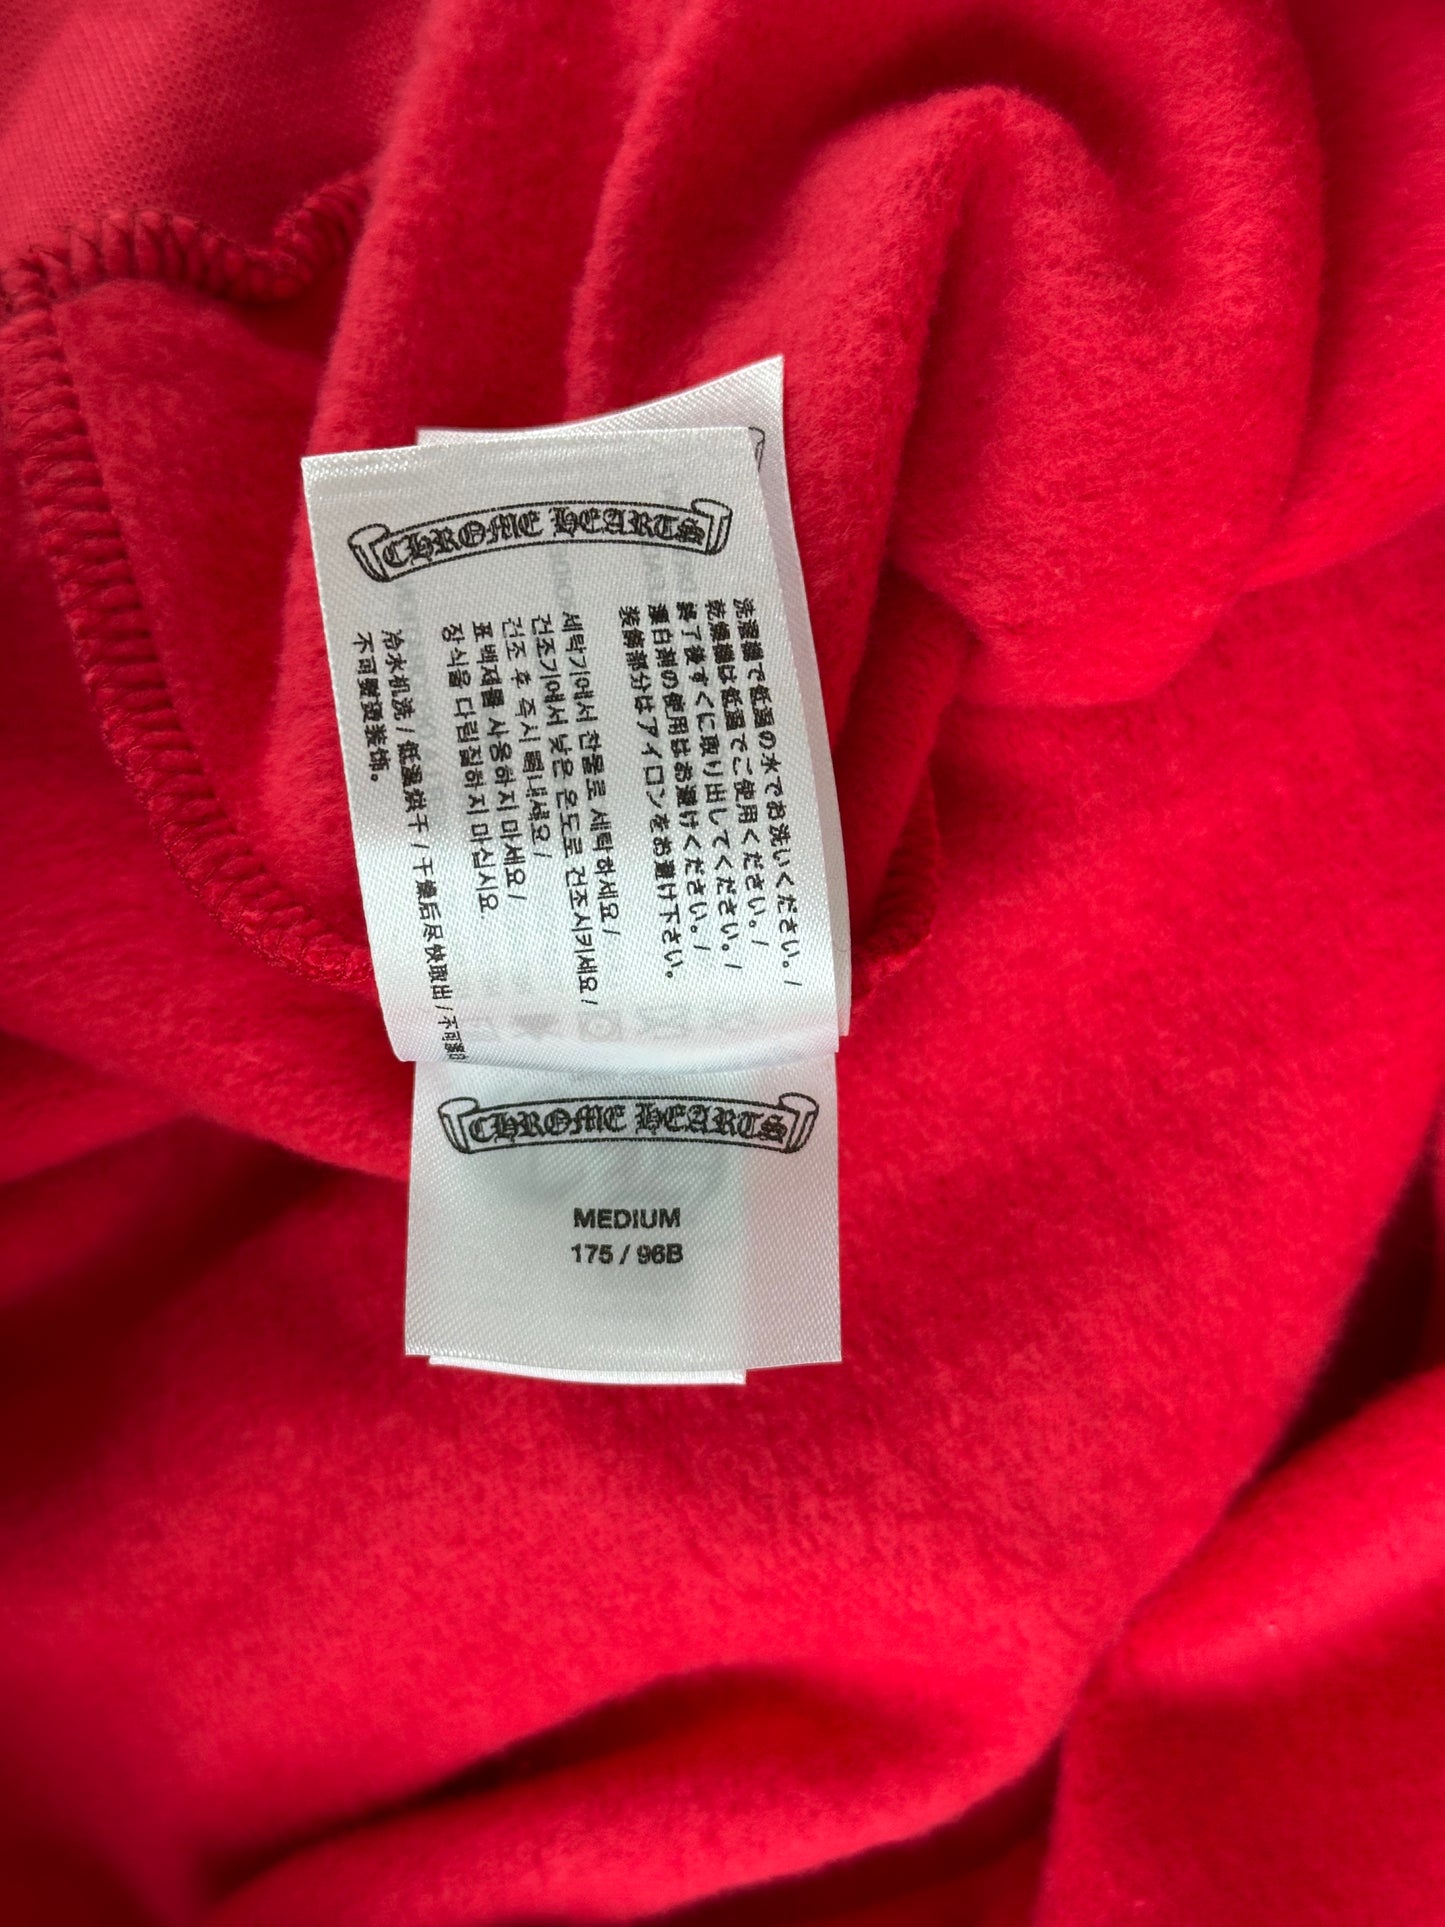 CHROME HEARTS
洗濯機で低温の水でお洗いください。/
乾燥機は低温でご使用ください。/
終了後すぐに取り出してください。/
漂白剤の使用はお避けください。/
装飾部分はアイロンをお避け下さい。
세탁기에서 찬물로 세탁하세요/
건조기에서 낮은 온도로 건조시키세요/
건조 후 즉시 꺼내세요/
표백제를 사용하지 마세요/
장식을 다림질하지 마십시요
冷水机洗/低温烘干/干燥后尽快取出/不可漂白
不可熨烫装饰。
CHROME HEARTS
MEDIUM
175 / 96B